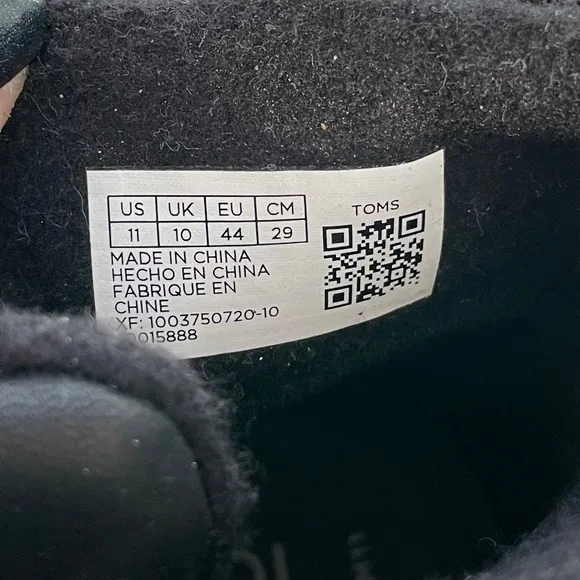 US UK EU CM
11 10 44 29
TOMS
MADE IN CHINA
HECHO EN CHINA
FABRIQUE EN
CHINE
XF: 1003750720-10
0015888